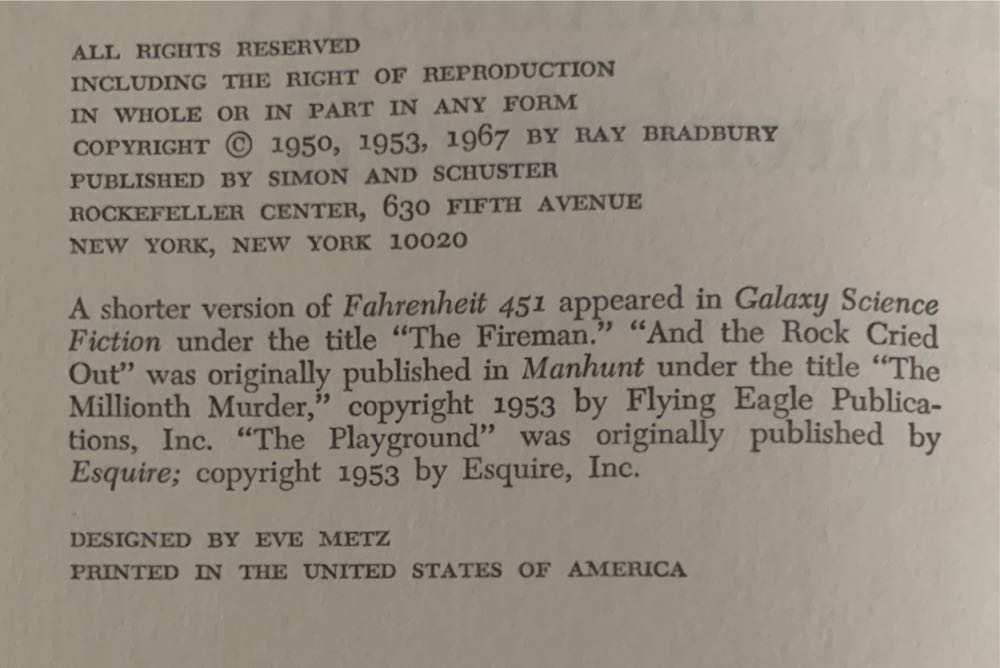 ALL RIGHTS RESERVED
INCLUDING THE RIGHT OF REPRODUCTION
IN WHOLE OR IN PART IN ANY FORM
COPYRIGHT © 1950, 1953, 1967 BY RAY BRADBURY
PUBLISHED BY SIMON AND SCHUSTER
ROCKEFELLER CENTER, 630 FIFTH AVENUE
NEW YORK, NEW YORK 10020
A shorter version of Fahrenheit 451 appeared in Galaxy Science
Fiction under the title “The Fireman.” “And the Rock Cried
Out” was originally published in Manhunt under the title “The
Millionth Murder,” copyright 1953 by Flying Eagle Publica-
tions, Inc. “The Playground” was originally published by
Esquire; copyright 1953 by Esquire, Inc.
DESIGNED BY EVE METZ
PRINTED IN THE UNITED STATES OF AMERICA